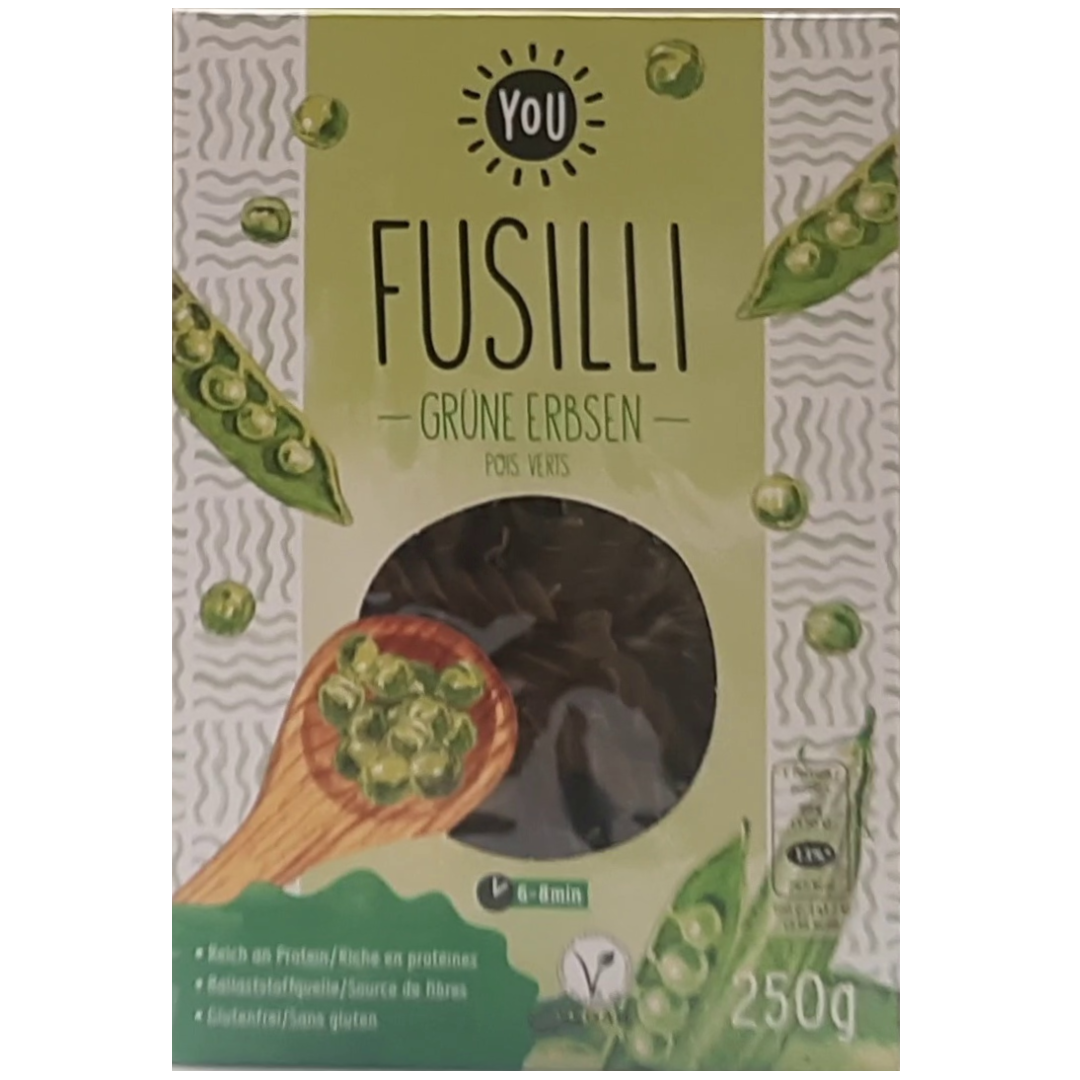 YOU
FUSILLI
GRÜNE ERBSEN
POIS VERTS
6-8min
• Reich an Protein/Riche en protéines
• Ballaststoffquelle/Source de fibres
• Glutenfrei/Sans gluten
V
250g